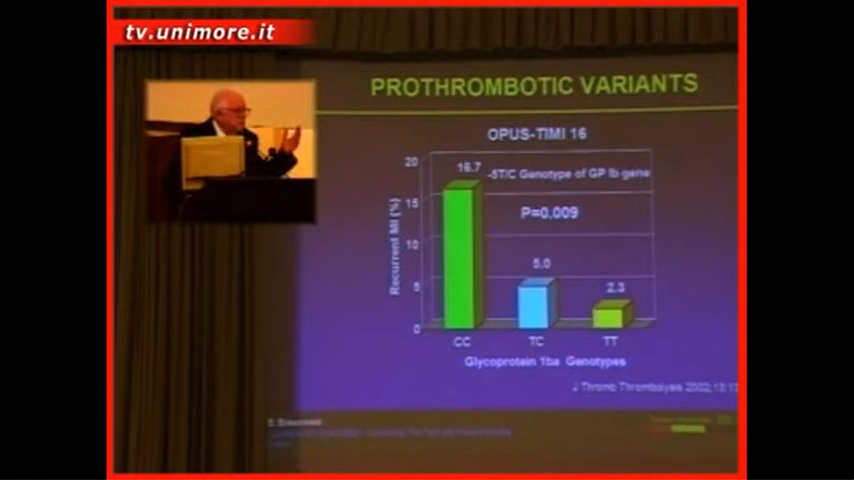 tv.unimore.it
PROTHROMBOTIC VARIANTS
OPUS-TIMI 16
-5T/C Genotype of GP Ib gene
P=0.009
Recurrent MI (%)
20
15
10
5
0
16.7
5.0
2.3
CC TC TT
Glycoprotein 1ba Genotypes
J Thromb Thrombolysis 2002;13:13
E. Braunwald